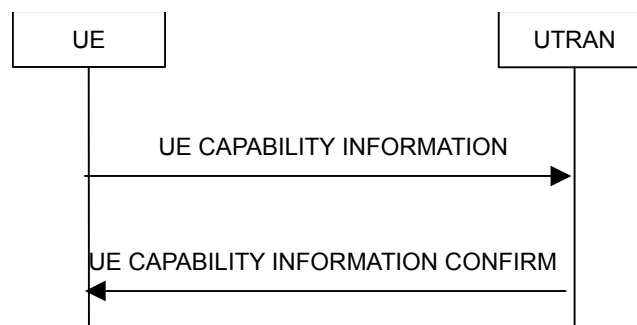 UE
UTRAN
UE CAPABILITY INFORMATION
UE CAPABILITY INFORMATION CONFIRM